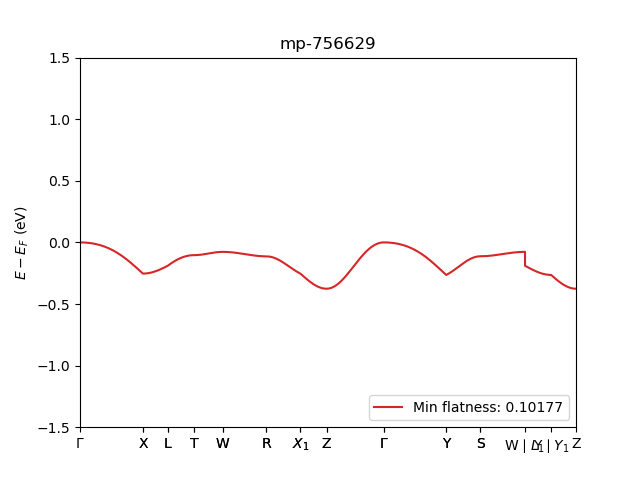 mp-756629
1.5
1.0
0.5
0.0
−0.5
−1.0
−1.5
E − E_F (eV)
Min flatness: 0.10177
Γ X L T W R X₁ Z Γ Y S W | L Y₁ | Y₁ Z